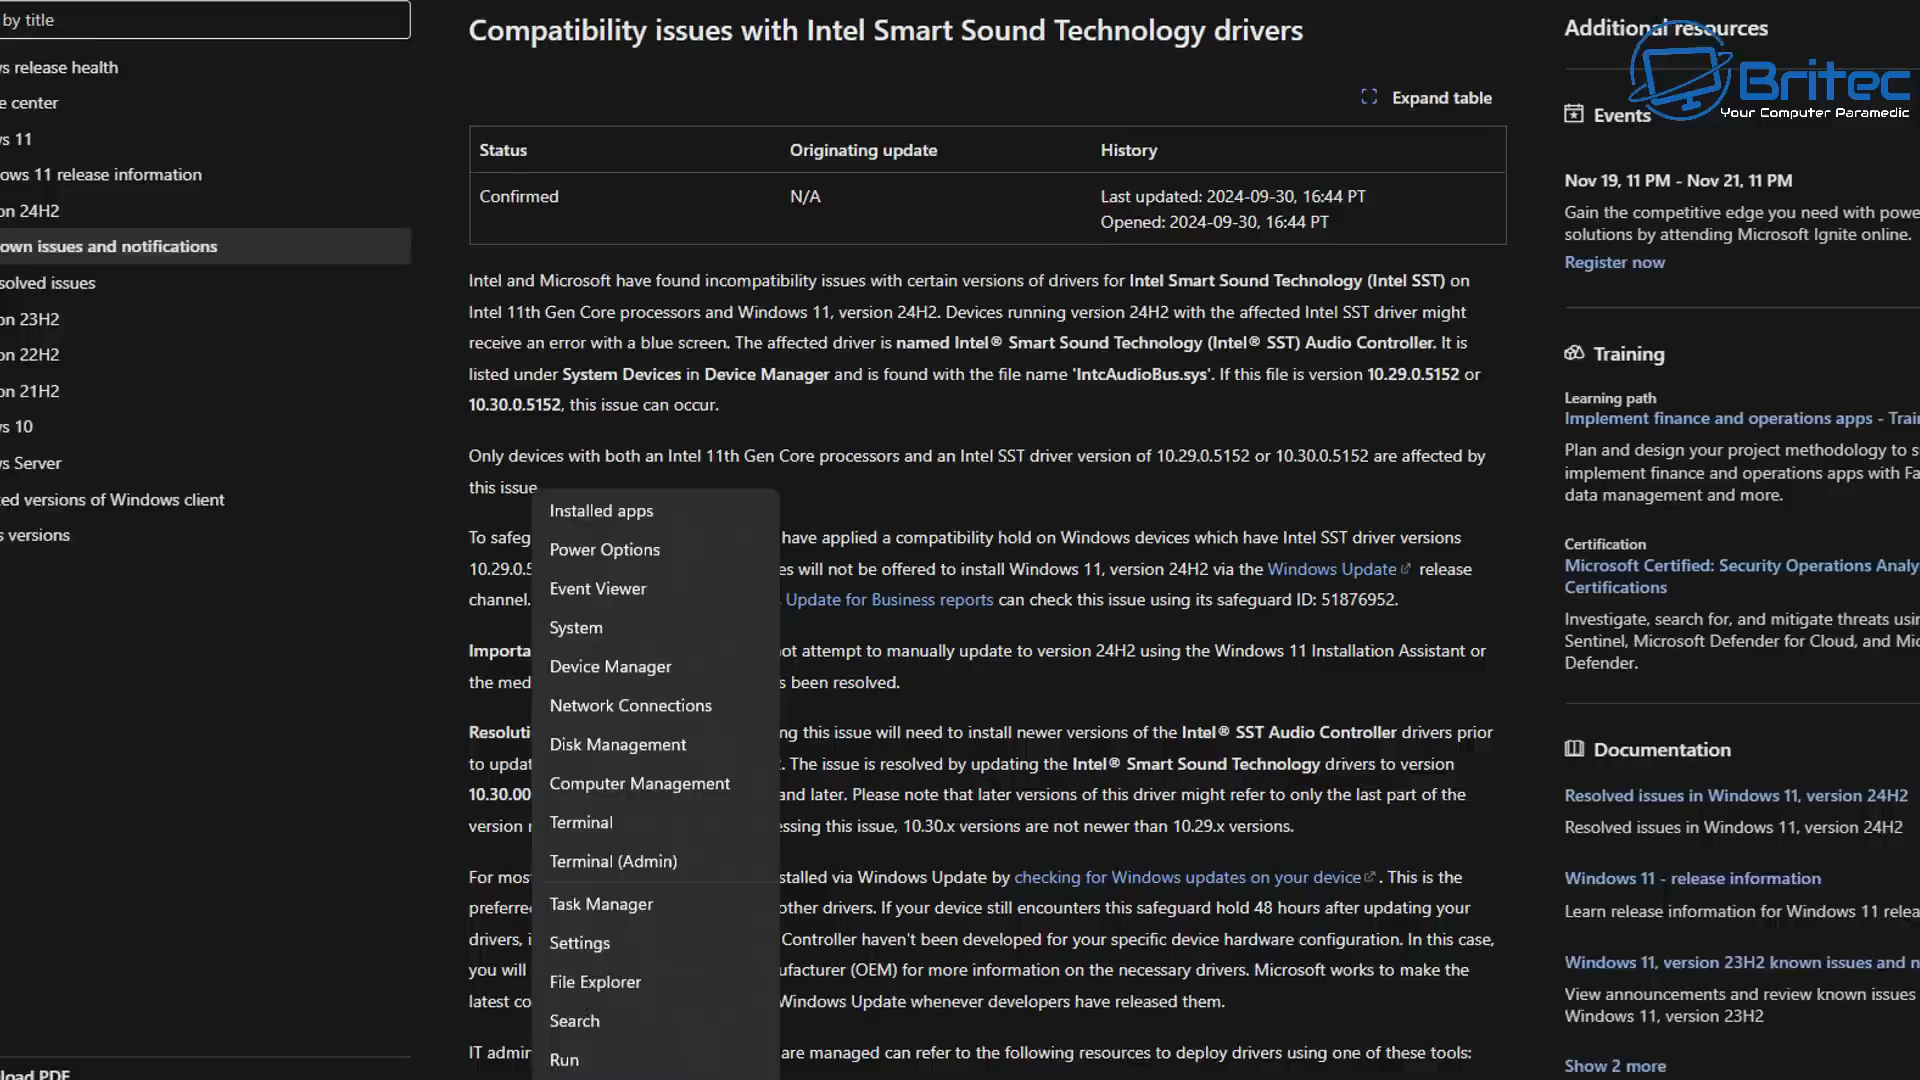 by title
s release health
e center
s 11
ows 11 release information
on 24H2
own issues and notifications
solved issues
on 23H2
on 22H2
on 21H2
s 10
s Server
ed versions of Windows client
s versions
load PDF
Compatibility issues with Intel Smart Sound Technology drivers
Expand table
Status Originating update History
Confirmed N/A Last updated: 2024-09-30, 16:44 PT
Opened: 2024-09-30, 16:44 PT
Intel and Microsoft have found incompatibility issues with certain versions of drivers for Intel Smart Sound Technology (Intel SST) on
Intel 11th Gen Core processors and Windows 11, version 24H2. Devices running version 24H2 with the affected Intel SST driver might
receive an error with a blue screen. The affected driver is named Intel® Smart Sound Technology (Intel® SST) Audio Controller. It is
listed under System Devices in Device Manager and is found with the file name 'IntcAudioBus.sys'. If this file is version 10.29.0.5152 or
10.30.0.5152, this issue can occur.
Only devices with both an Intel 11th Gen Core processors and an Intel SST driver version of 10.29.0.5152 or 10.30.0.5152 are affected by
this issue
To safeg have applied a compatibility hold on Windows devices which have Intel SST driver versions
10.29.0.5 es will not be offered to install Windows 11, version 24H2 via the Windows Update release
channel. Update for Business reports can check this issue using its safeguard ID: 51876952.
Importa ot attempt to manually update to version 24H2 using the Windows 11 Installation Assistant or
the med s been resolved.
Resoluti ng this issue will need to install newer versions of the Intel® SST Audio Controller drivers prior
to updat . The issue is resolved by updating the Intel® Smart Sound Technology drivers to version
10.30.00 and later. Please note that later versions of this driver might refer to only the last part of the
version r essing this issue, 10.30.x versions are not newer than 10.29.x versions.
For mos stalled via Windows Update by checking for Windows updates on your device. This is the
preferre other drivers. If your device still encounters this safeguard hold 48 hours after updating your
drivers, i Controller haven't been developed for your specific device hardware configuration. In this case,
you will ufacturer (OEM) for more information on the necessary drivers. Microsoft works to make the
latest co Windows Update whenever developers have released them.
IT admir are managed can refer to the following resources to deploy drivers using one of these tools:
Installed apps
Power Options
Event Viewer
System
Device Manager
Network Connections
Disk Management
Computer Management
Terminal
Terminal (Admin)
Task Manager
Settings
File Explorer
Search
Run
Additional resources
Britec
Your Computer Paramedic
Events
Nov 19, 11 PM - Nov 21, 11 PM
Gain the competitive edge you need with powe
solutions by attending Microsoft Ignite online.
Register now
Training
Learning path
Implement finance and operations apps - Trai
Plan and design your project methodology to s
implement finance and operations apps with Fa
data management and more.
Certification
Microsoft Certified: Security Operations Analy
Certifications
Investigate, search for, and mitigate threats usin
Sentinel, Microsoft Defender for Cloud, and Mic
Defender.
Documentation
Resolved issues in Windows 11, version 24H2
Resolved issues in Windows 11, version 24H2
Windows 11 - release information
Learn release information for Windows 11 relea
Windows 11, version 23H2 known issues and n
View announcements and review known issues
Windows 11, version 23H2
Show 2 more